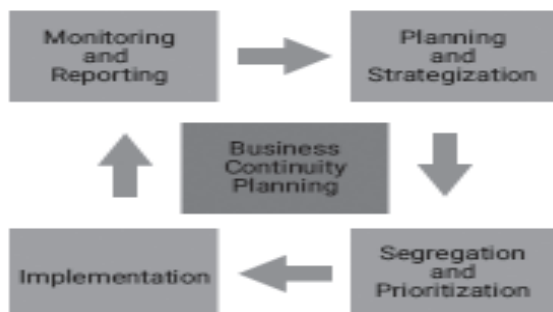 Monitoring
and
Reporting
Planning
and
Strategization
Business
Continuity
Planning
Implementation
Segregation
and
Prioritization